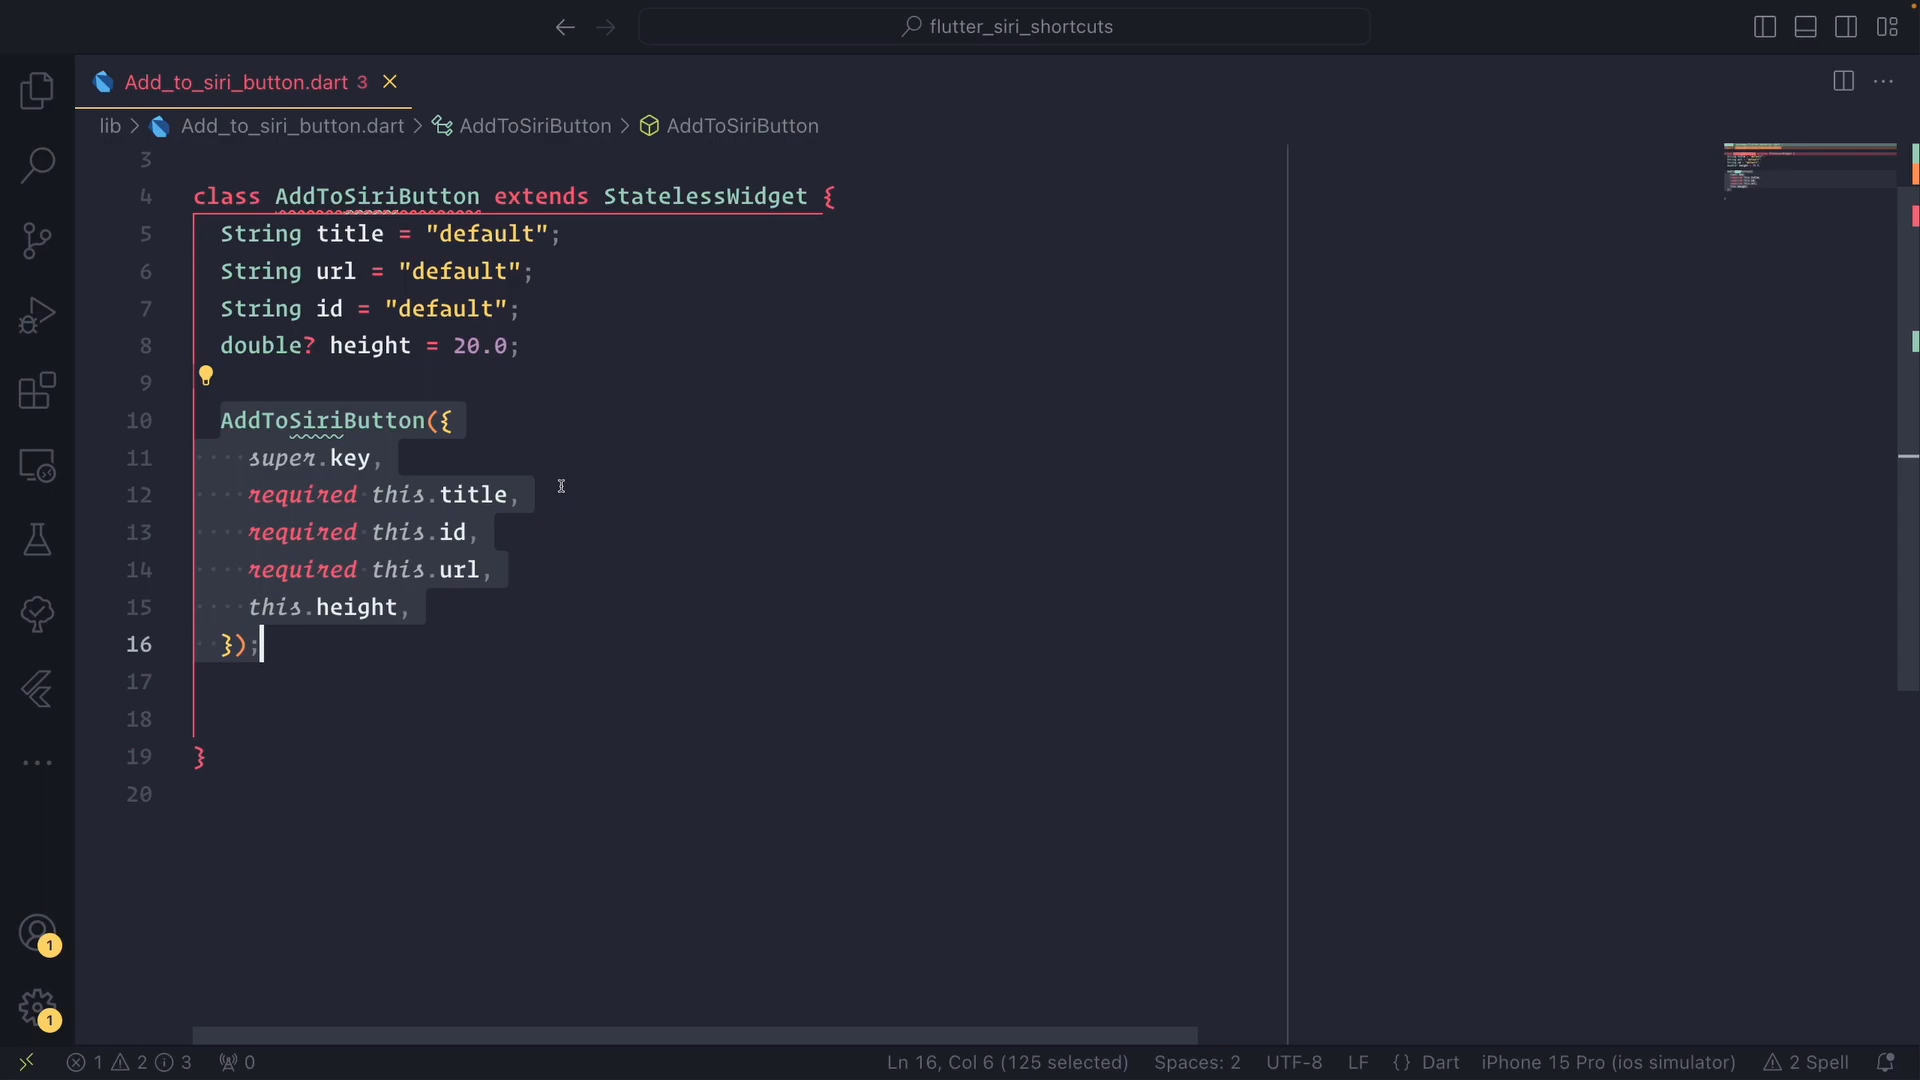 flutter_siri_shortcuts
Add_to_siri_button.dart 3
lib > Add_to_siri_button.dart > AddToSiriButton > AddToSiriButton
3
4 class AddToSiriButton extends StatelessWidget {
5 String title = "default";
6 String url = "default";
7 String id = "default";
8 double? height = 20.0;
9
10 AddToSiriButton({
11 super.key,
12 required this.title,
13 required this.id,
14 required this.url,
15 this.height,
16 });
17
18
19 }
20
1
1
1 2 3 0 Ln 16, Col 6 (125 selected) Spaces: 2 UTF-8 LF {} Dart iPhone 15 Pro (ios simulator) 2 Spell